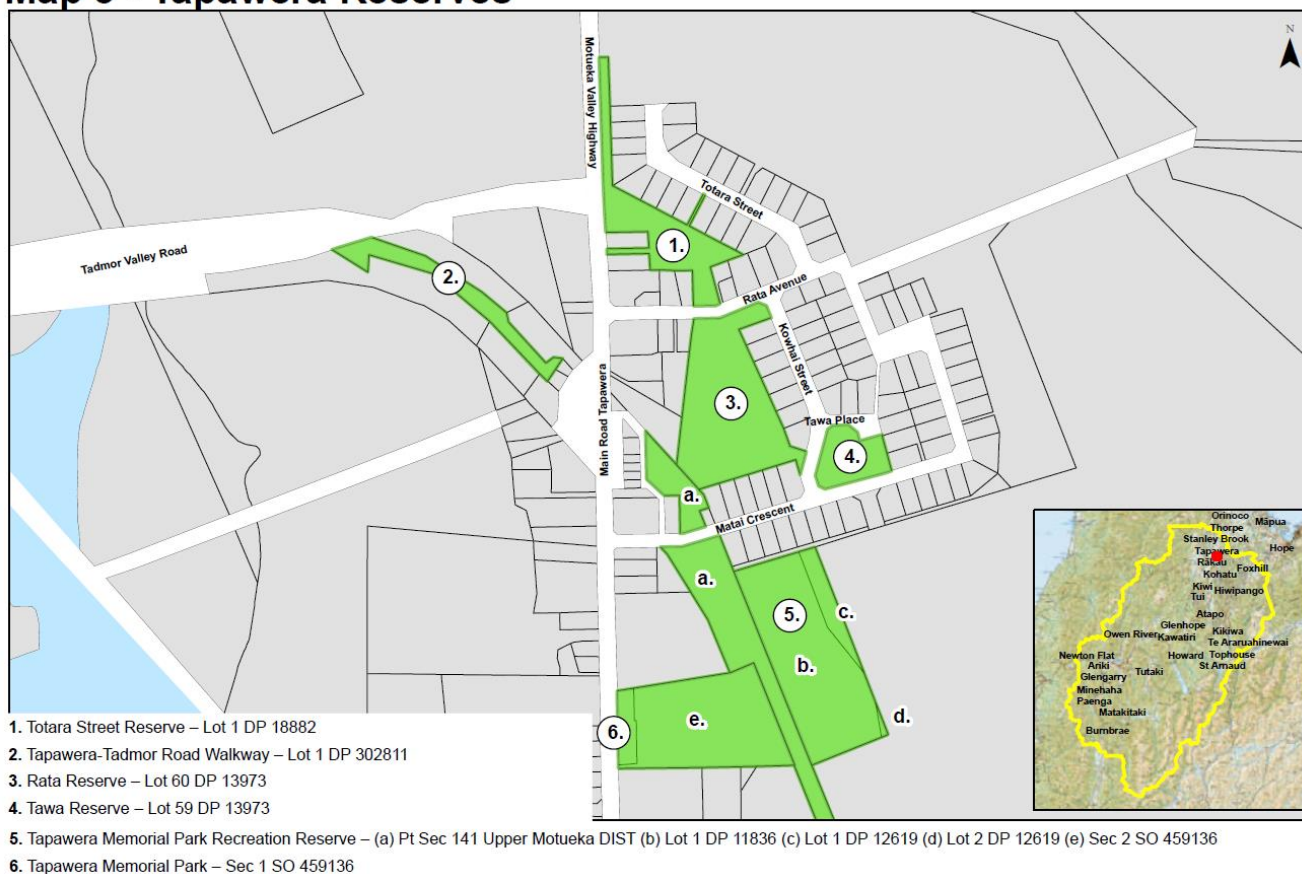 Map 3 – Tapawera Reserves
N
Motueka Valley Highway
Totara Street
Tadmor Valley Road
1.
2.
Rata Avenue
Kowhai Street
3.
Main Road Tapawera
Tawa Place
4.
a.
Matai Crescent
a.
5.
c.
b.
e.
d.
6.
Orinoco
Māpua
Thorpe
Stanley Brook
Hope
Tapawera
Rakau
Foxhill
Kohatu
Kiwi
Hiwipango
Tui
Atapo
Glenhope
Kikiwa
Owen River
Kawatiri
Te Araruahinewai
Newton Flat
Howard
Tophouse
Ariki
St Arnaud
Glengarry
Tutaki
Minehaha
Paenga
Matakitaki
Burnbrae
1. Totara Street Reserve – Lot 1 DP 18882
2. Tapawera-Tadmor Road Walkway – Lot 1 DP 302811
3. Rata Reserve – Lot 60 DP 13973
4. Tawa Reserve – Lot 59 DP 13973
5. Tapawera Memorial Park Recreation Reserve – (a) Pt Sec 141 Upper Motueka DIST (b) Lot 1 DP 11836 (c) Lot 1 DP 12619 (d) Lot 2 DP 12619 (e) Sec 2 SO 459136
6. Tapawera Memorial Park – Sec 1 SO 459136